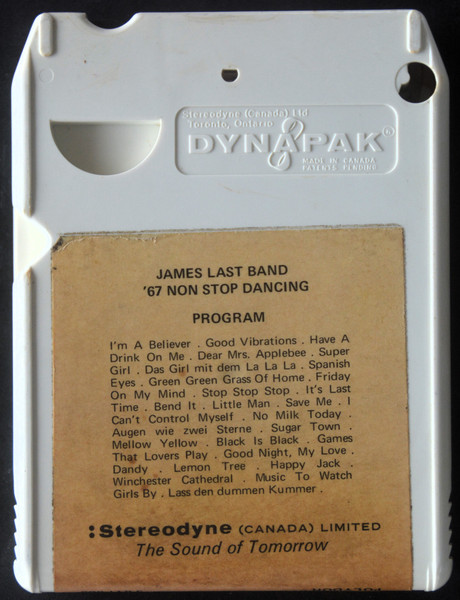 Stereodyne (Canada) Ltd
Toronto, Ontario
DYNAPAK®
MADE IN CANADA
PATENTS PENDING
JAMES LAST BAND
'67 NON STOP DANCING
PROGRAM
I'm A Believer . Good Vibrations . Have A
Drink On Me . Dear Mrs. Applebee . Super
Girl . Das Girl mit dem La La La . Spanish
Eyes . Green Green Grass Of Home . Friday
On My Mind . Stop Stop Stop . It's Last
Time . Bend It . Little Man . Save Me . I
Can't Control Myself . No Milk Today .
Augen wie zwei Sterne . Sugar Town .
Mellow Yellow . Black Is Black . Games
That Lovers Play . Good Night, My Love .
Dandy . Lemon Tree . Happy Jack .
Winchester Cathedral . Music To Watch
Girls By . Lass den dummen Kummer .
:Stereodyne (CANADA) LIMITED
The Sound of Tomorrow